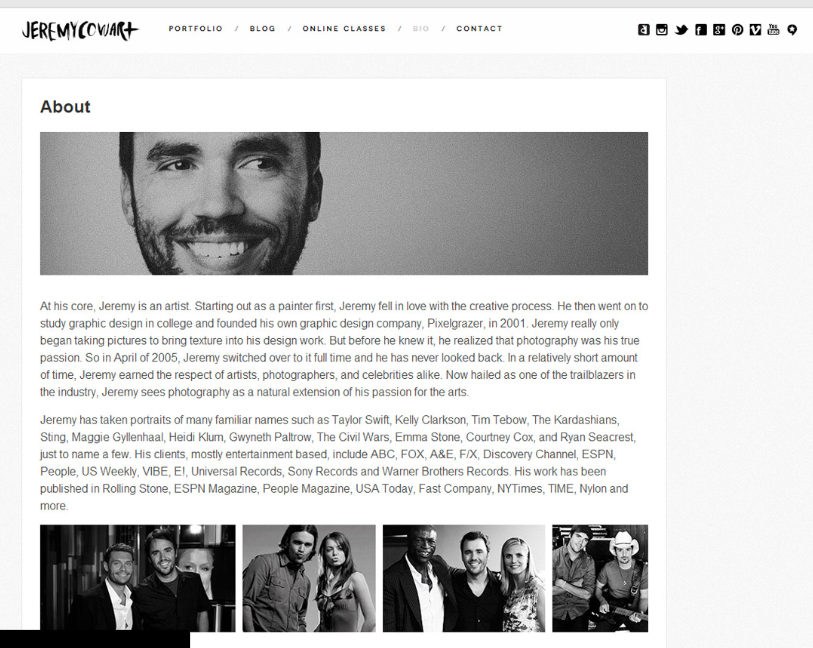 JEREMYCOWART
PORTFOLIO / BLOG / ONLINE CLASSES / BIO / CONTACT
About
At his core, Jeremy is an artist. Starting out as a painter first, Jeremy fell in love with the creative process. He then went on to
study graphic design in college and founded his own graphic design company, Pixelgrazer, in 2001. Jeremy really only
began taking pictures to bring texture into his design work. But before he knew it, he realized that photography was his true
passion. So in April of 2005, Jeremy switched over to it full time and he has never looked back. In a relatively short amount
of time, Jeremy earned the respect of artists, photographers, and celebrities alike. Now hailed as one of the trailblazers in
the industry, Jeremy sees photography as a natural extension of his passion for the arts.
Jeremy has taken portraits of many familiar names such as Taylor Swift, Kelly Clarkson, Tim Tebow, The Kardashians,
Sting, Maggie Gyllenhaal, Heidi Klum, Gwyneth Paltrow, The Civil Wars, Emma Stone, Courtney Cox, and Ryan Seacrest,
just to name a few. His clients, mostly entertainment based, include ABC, FOX, A&E, F/X, Discovery Channel, ESPN,
People, US Weekly, VIBE, E!, Universal Records, Sony Records and Warner Brothers Records. His work has been
published in Rolling Stone, ESPN Magazine, People Magazine, USA Today, Fast Company, NYTimes, TIME, Nylon and
more.